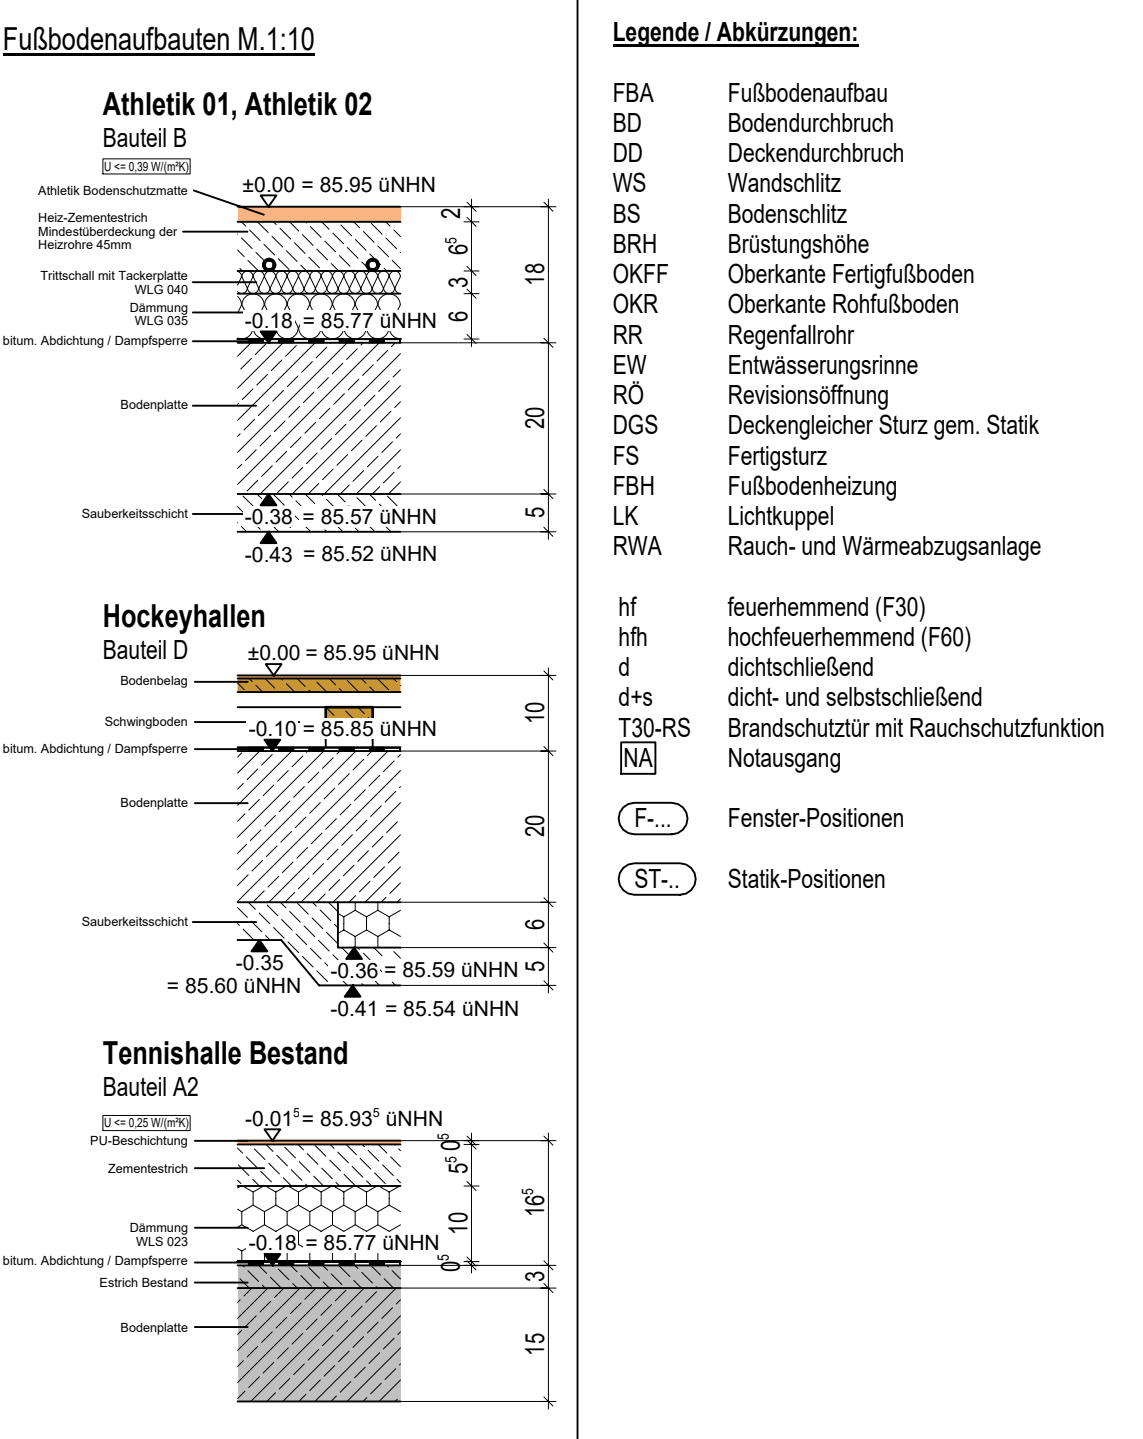 Fußbodenaufbauten M.1:10
Athletik 01, Athletik 02
Bauteil B
U <= 0,39 W/(m²K)
Athletik Bodenschutzmatte
±0.00 = 85.95 üNHN
Heiz-Zementestrich
Mindestüberdeckung der
Heizrohre 45mm
Trittschall mit Tackerplatte
WLG 040
Dämmung
WLG 035
-0.18 = 85.77 üNHN
bitum. Abdichtung / Dampfsperre
Bodenplatte
Sauberkeitsschicht
-0.38 = 85.57 üNHN
-0.43 = 85.52 üNHN
2
6⁵
3
6
18
20
5
Hockeyhallen
Bauteil D
±0.00 = 85.95 üNHN
Bodenbelag
Schwingboden
-0.10 = 85.85 üNHN
bitum. Abdichtung / Dampfsperre
Bodenplatte
Sauberkeitsschicht
-0.35
= 85.60 üNHN
-0.36 = 85.59 üNHN
-0.41 = 85.54 üNHN
10
20
6
5
Tennishalle Bestand
Bauteil A2
U <= 0,25 W/(m²K)
-0.01⁵ = 85.93⁵ üNHN
PU-Beschichtung
Zementestrich
Dämmung
WLS 023
-0.18 = 85.77 üNHN
bitum. Abdichtung / Dampfsperre
Estrich Bestand
Bodenplatte
0⁵
5⁵
10
0⁵
16⁵
3
15
Legende / Abkürzungen:
FBA Fußbodenaufbau
BD Bodendurchbruch
DD Deckendurchbruch
WS Wandschlitz
BS Bodenschlitz
BRH Brüstungshöhe
OKFF Oberkante Fertigfußboden
OKR Oberkante Rohfußboden
RR Regenfallrohr
EW Entwässerungsrinne
RÖ Revisionsöffnung
DGS Deckengleicher Sturz gem. Statik
FS Fertigsturz
FBH Fußbodenheizung
LK Lichtkuppel
RWA Rauch- und Wärmeabzugsanlage
hf feuerhemmend (F30)
hfh hochfeuerhemmend (F60)
d dichtschließend
d+s dicht- und selbstschließend
T30-RS Brandschutztür mit Rauchschutzfunktion
NA Notausgang
F-... Fenster-Positionen
ST-.. Statik-Positionen